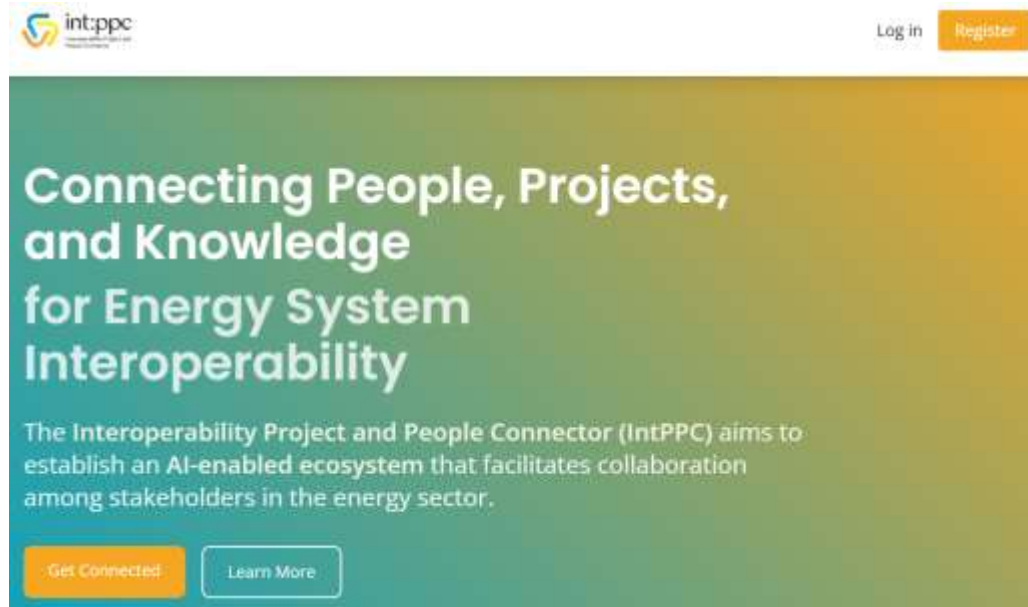 int:ppc
Log in
Register
Connecting People, Projects,
and Knowledge
for Energy System
Interoperability
The Interoperability Project and People Connector (IntPPC) aims to
establish an AI-enabled ecosystem that facilitates collaboration
among stakeholders in the energy sector.
Get Connected
Learn More